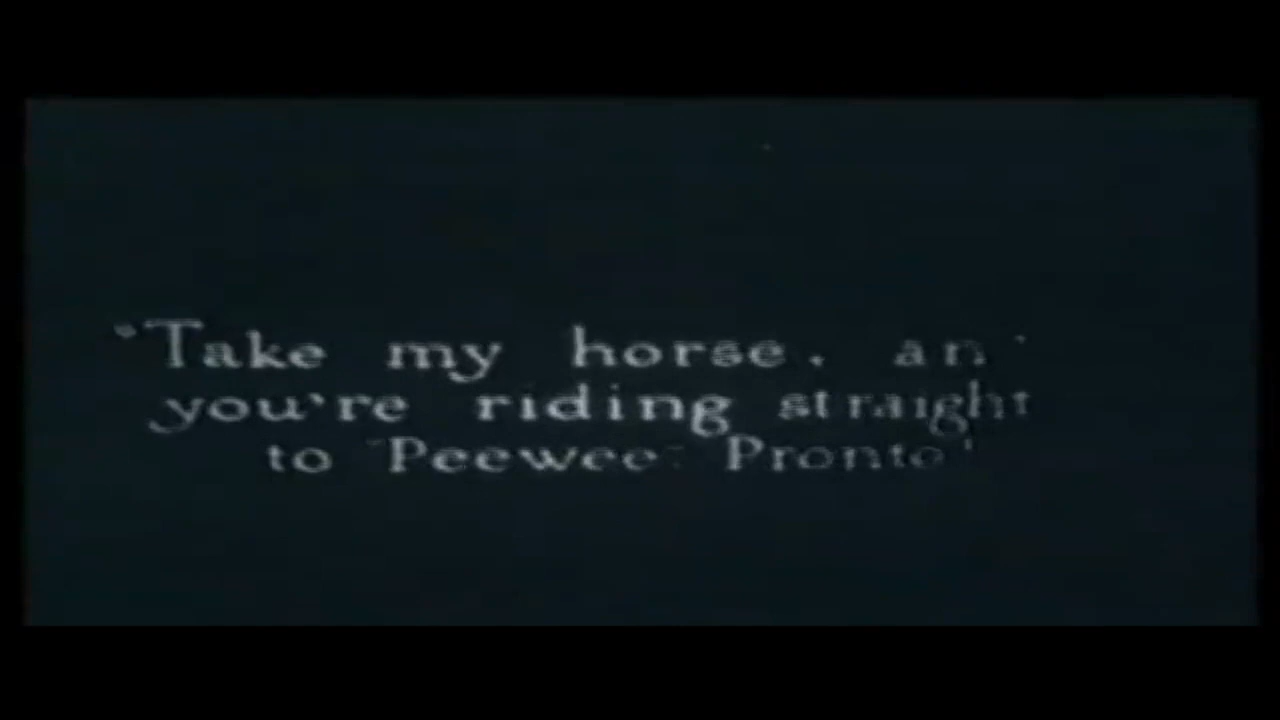 "Take my horse, an'
you're riding straight
to "Peewee" Pronto"